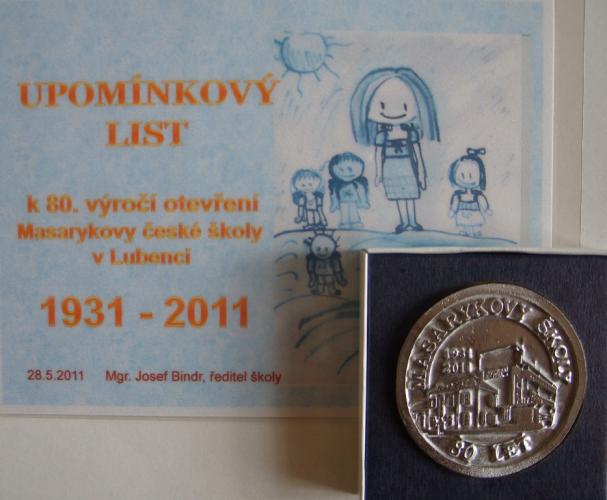 UPOMÍNKOVÝ
LIST
k 80. výročí otevření
Masarykovy české školy
v Lubenci
1931 - 2011
28.5.2011 Mgr. Josef Bindr, ředitel školy
MASARYKOVY ŠKOLY
1931
2011
80 LET